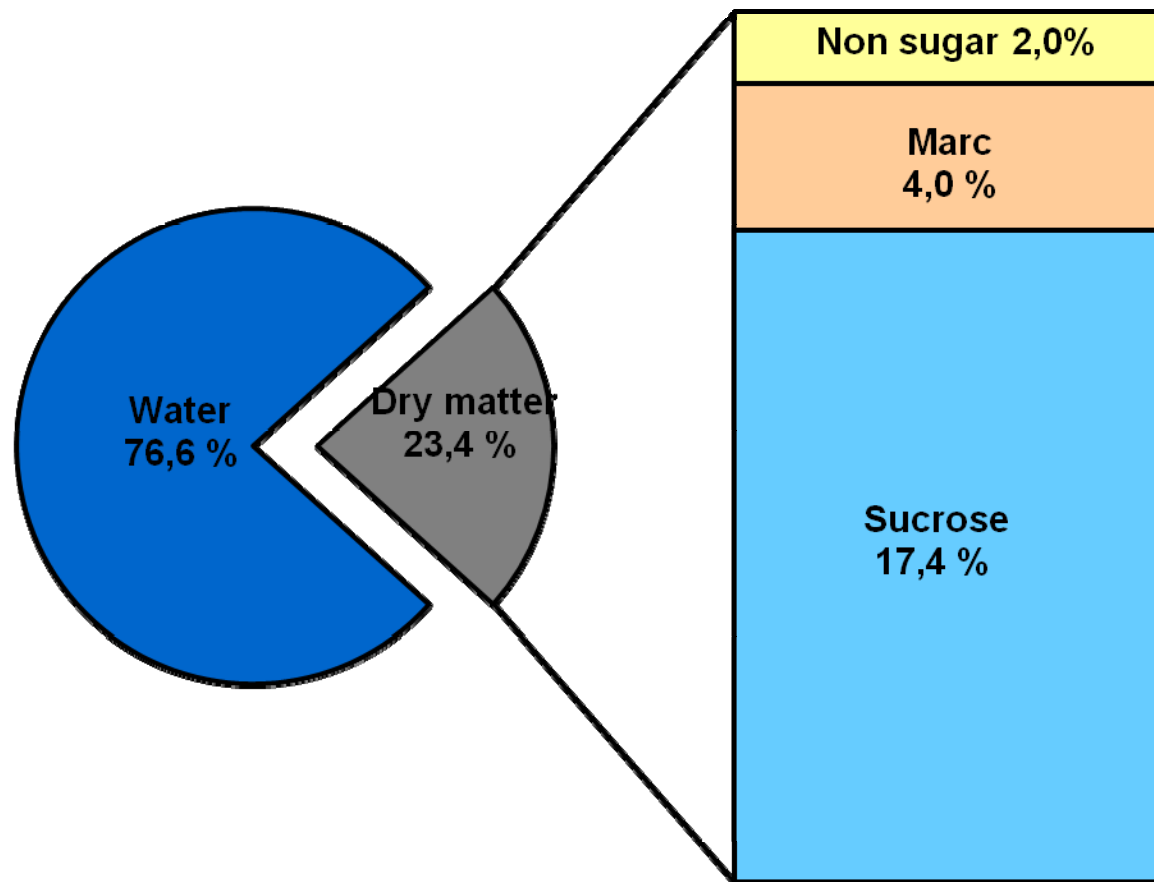 Non sugar 2,0%
Marc
4,0 %
Water
76,6 %
Dry matter
23,4 %
Sucrose
17,4 %